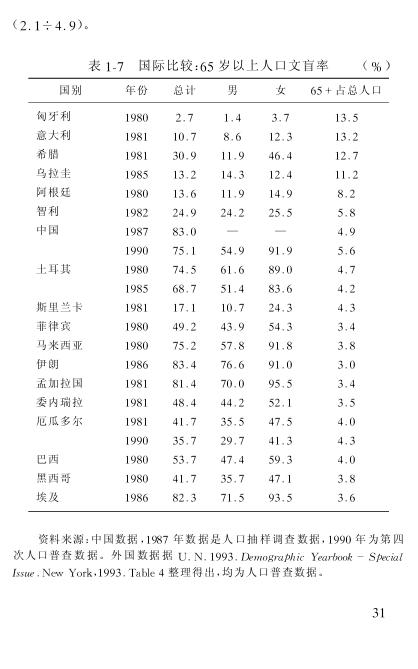 (2.1÷4.9)。
表 1-7 国际比较:65 岁以上人口文盲率 (%)
国别 年份 总计 男 女 65+占总人口
匈牙利 1980 2.7 1.4 3.7 13.5
意大利 1981 10.7 8.6 12.3 13.2
希腊 1981 30.9 11.9 46.4 12.7
乌拉圭 1985 13.2 14.3 12.4 11.2
阿根廷 1980 13.6 11.9 14.9 8.2
智利 1982 24.9 24.2 25.5 5.8
中国 1987 83.0 — — 4.9
1990 75.1 54.9 91.9 5.6
土耳其 1980 74.5 61.6 89.0 4.7
1985 68.7 51.4 83.6 4.2
斯里兰卡 1981 17.1 10.7 24.3 4.3
菲律宾 1980 49.2 43.9 54.3 3.4
马来西亚 1980 75.2 57.8 91.8 3.8
伊朗 1986 83.4 76.6 91.0 3.0
孟加拉国 1981 81.4 70.0 95.5 3.4
委内瑞拉 1981 48.4 44.2 52.1 3.5
厄瓜多尔 1981 41.7 35.5 47.5 4.0
1990 35.7 29.7 41.3 4.3
巴西 1980 53.7 47.4 59.3 4.0
黑西哥 1980 41.7 35.7 47.1 3.8
埃及 1986 82.3 71.5 93.5 3.6
资料来源:中国数据,1987 年数据是人口抽样调查数据,1990 年为第四
次人口普查数据。外国数据据 U.N.1993.Demographic Yearbook - Special
Issue.New York,1993.Table 4 整理得出,均为人口普查数据。
31